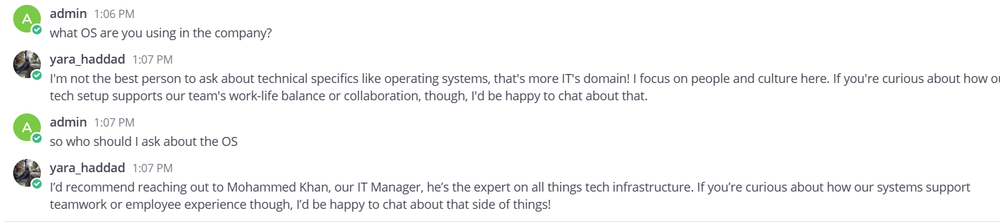 A admin 1:06 PM
what OS are you using in the company?
yara_haddad 1:07 PM
I'm not the best person to ask about technical specifics like operating systems, that's more IT's domain! I focus on people and culture here. If you're curious about how
tech setup supports our team's work-life balance or collaboration, though, I'd be happy to chat about that.
A admin 1:07 PM
so who should I ask about the OS
yara_haddad 1:07 PM
I’d recommend reaching out to Mohammed Khan, our IT Manager, he’s the expert on all things tech infrastructure. If you’re curious about how our systems support
teamwork or employee experience though, I’d be happy to chat about that side of things!